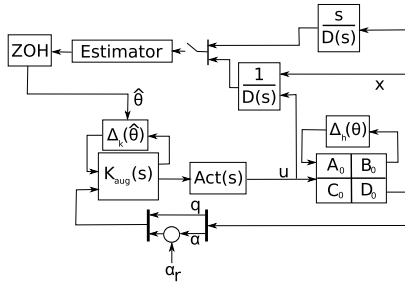 s
D(s)
ZOH
Estimator
1
D(s)
x
θ̂
Δk(θ̂)
Δh(θ)
Kaug(s)
Act(s)
u
A0 B0
C0 D0
q
α
αr